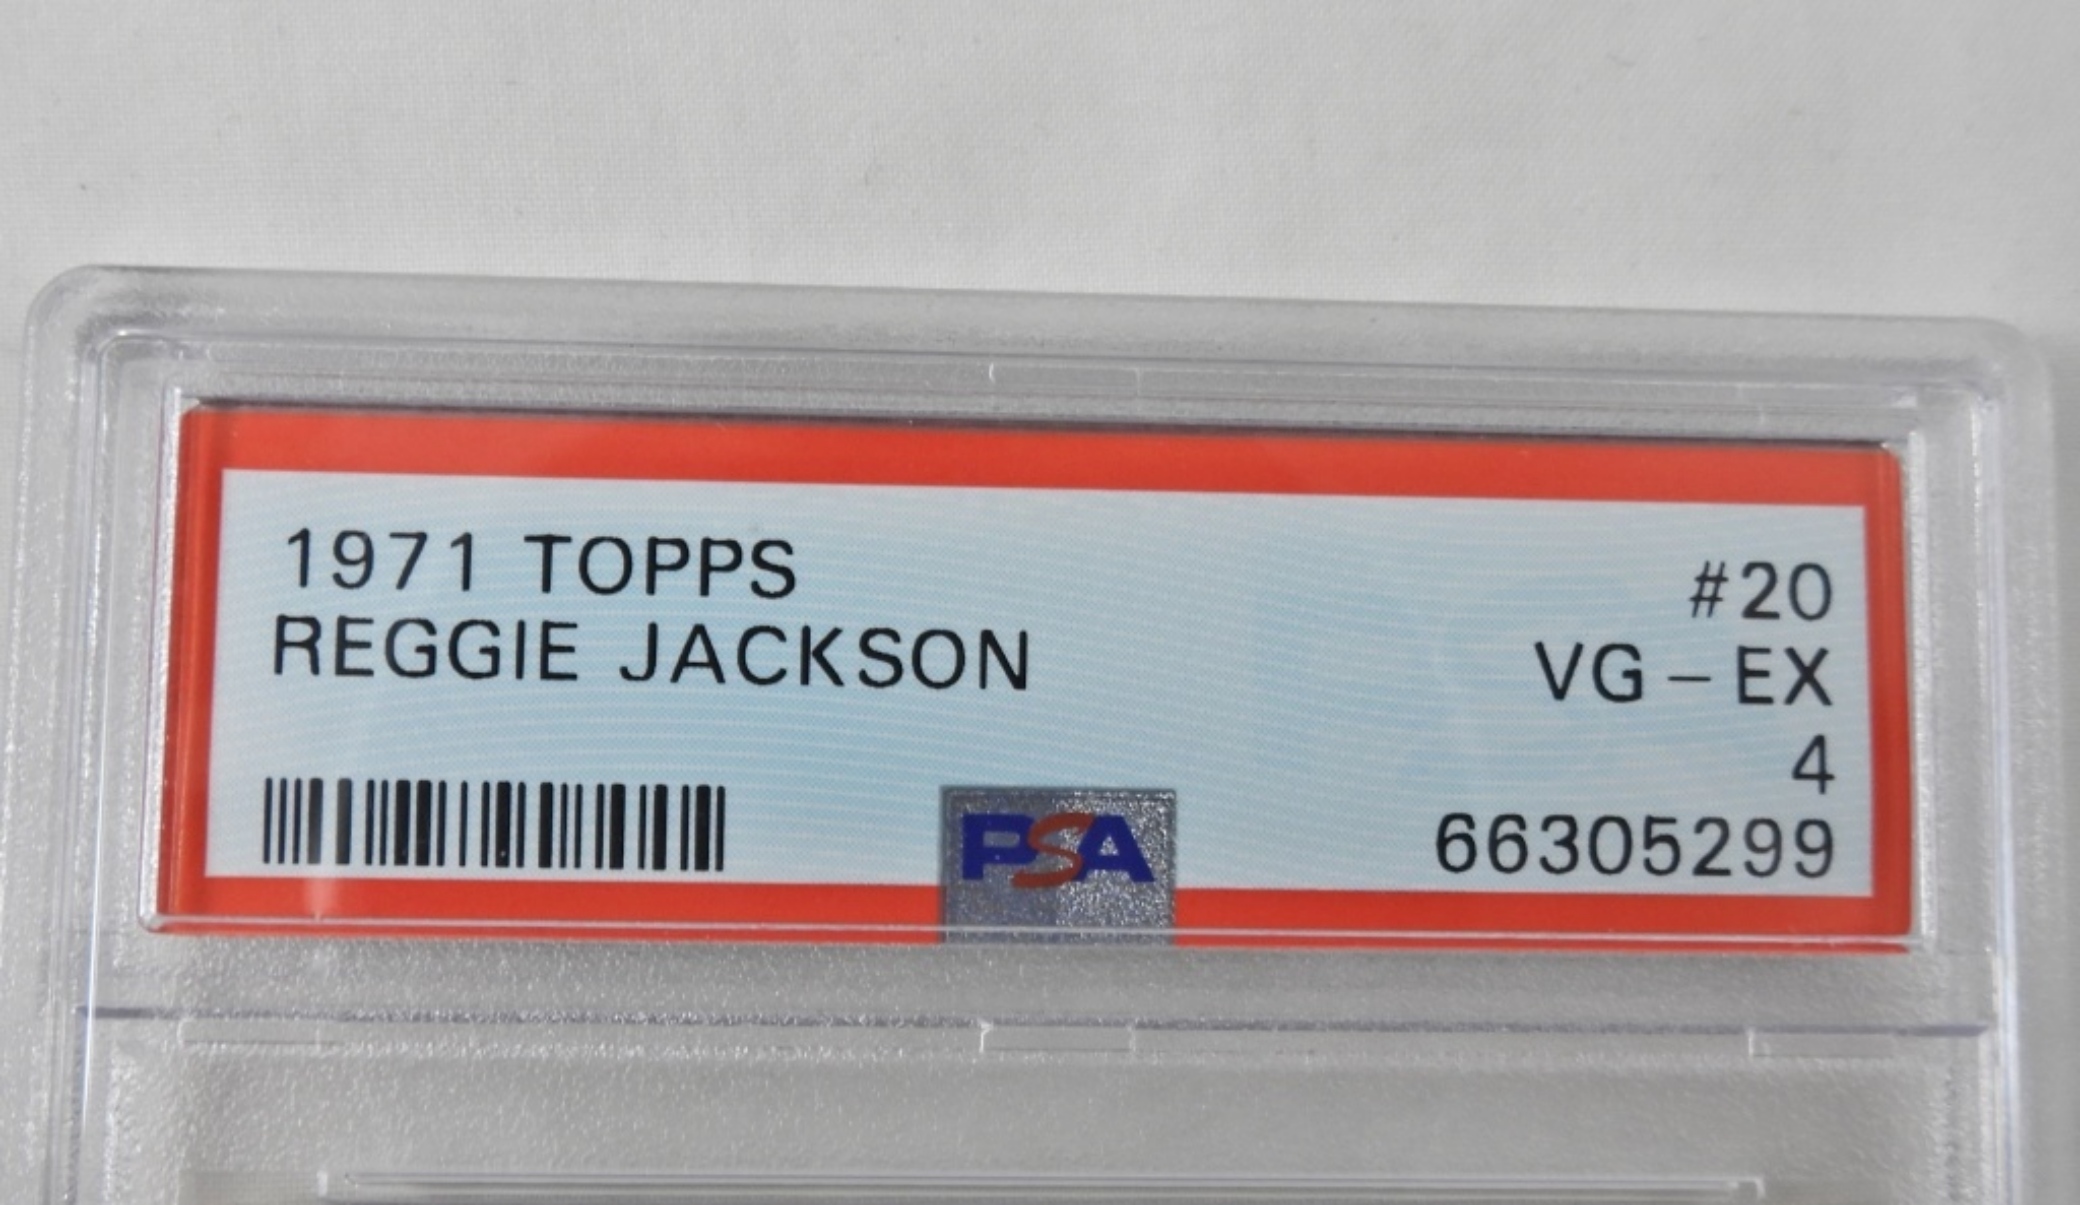 1971 TOPPS #20
REGGIE JACKSON VG-EX
4
PSA 66305299